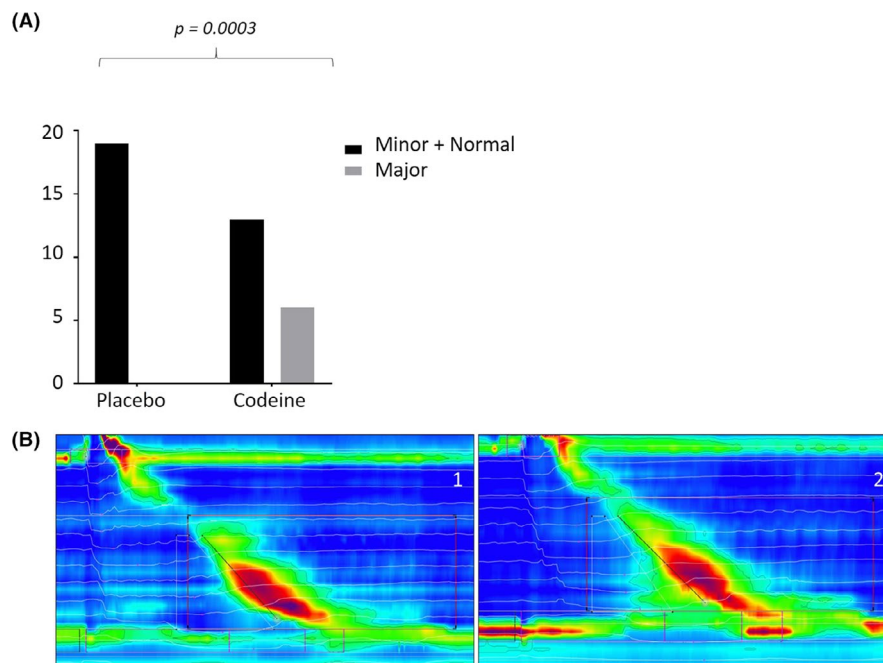 (A)
p = 0.0003
20
15
10
5
0
Minor + Normal
Major
Placebo
Codeine
(B)
1
2